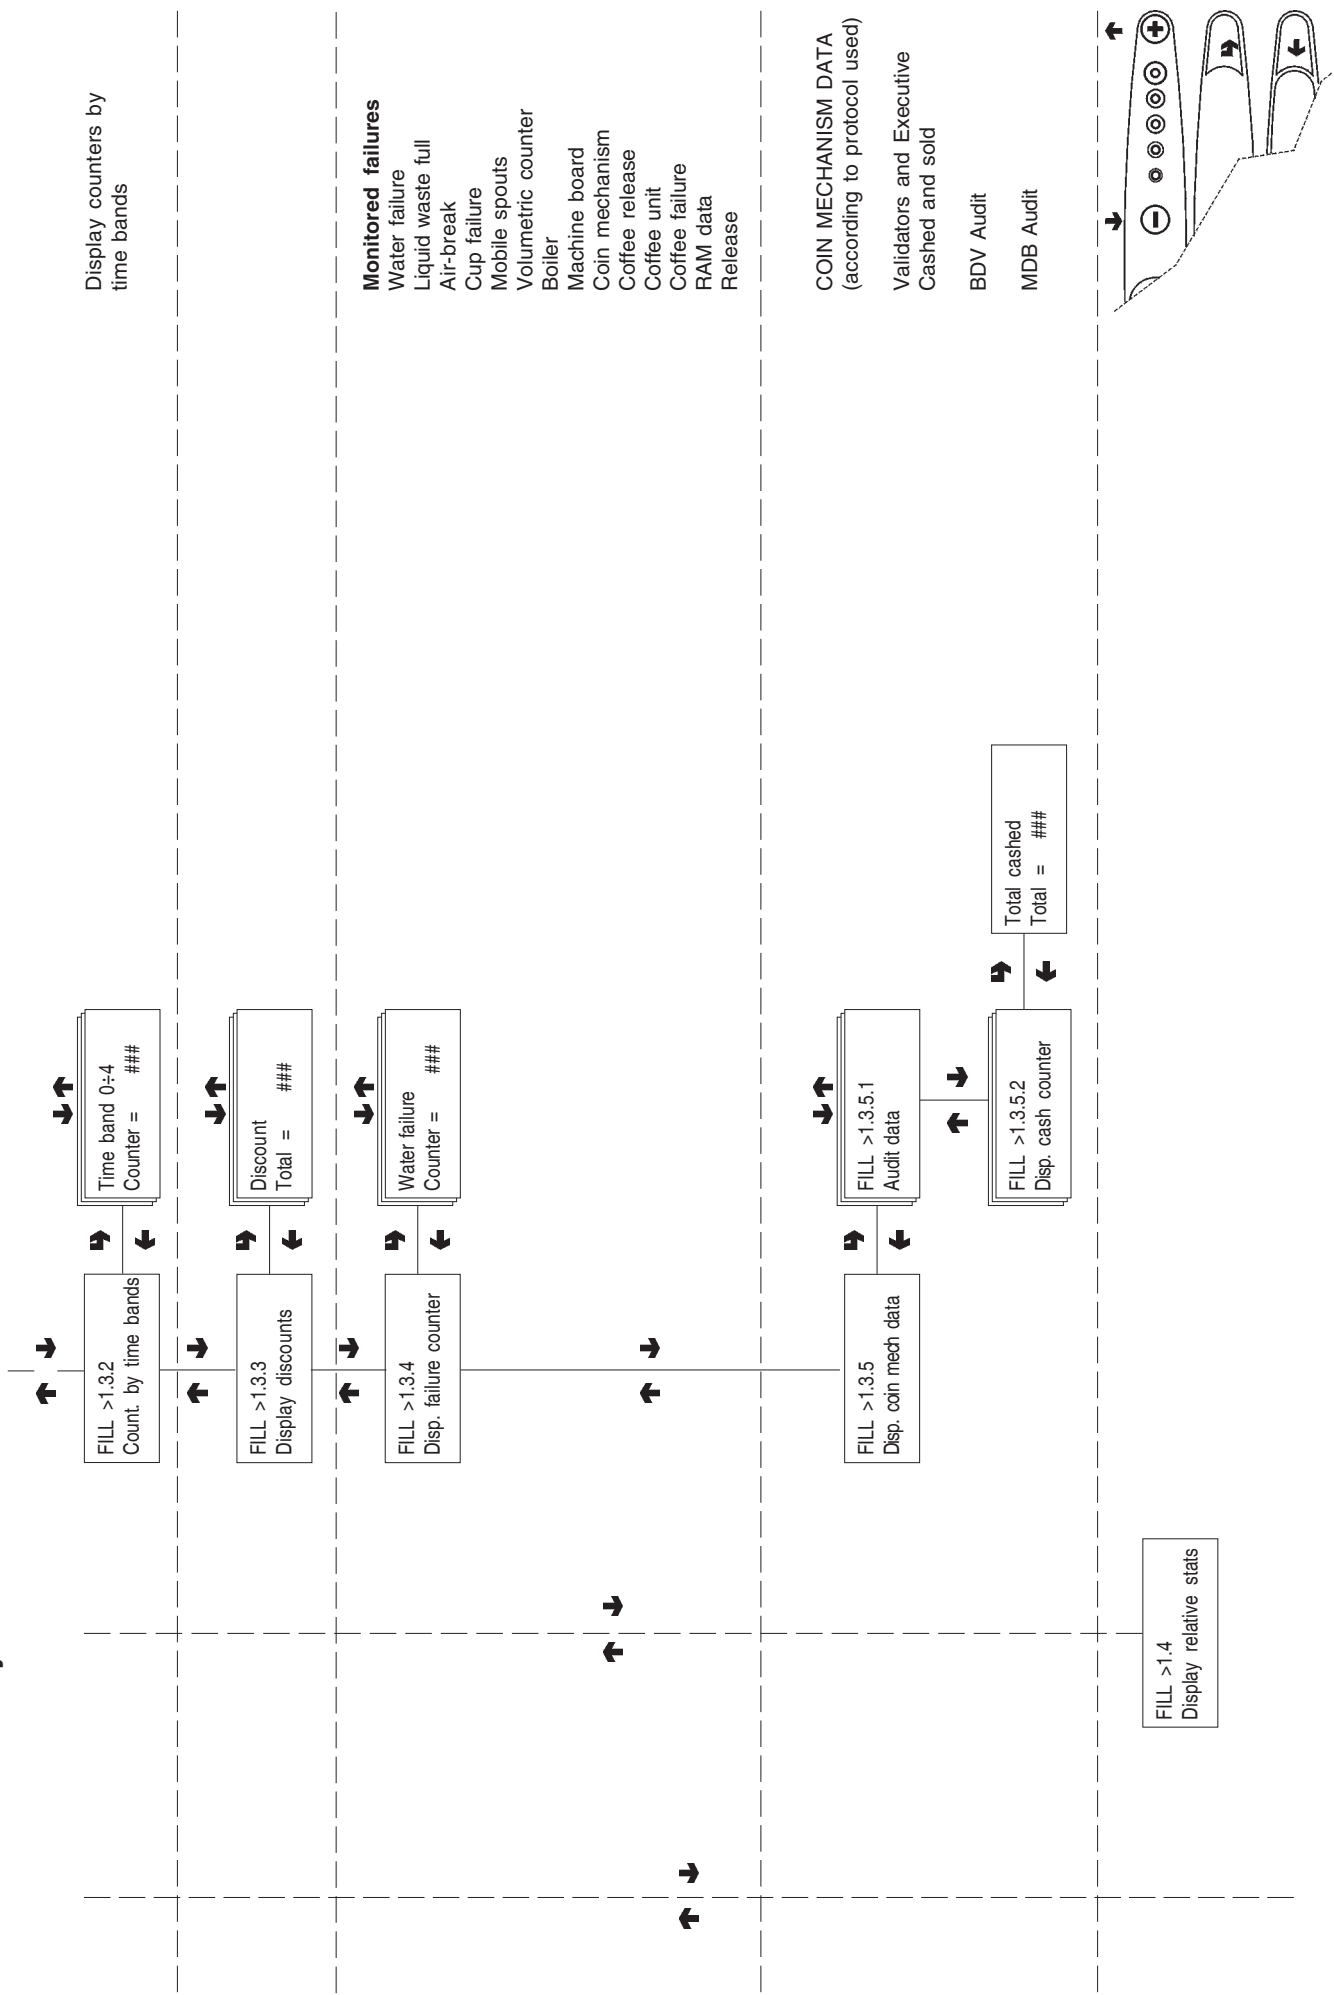 FILL >1.3.2
Count. by time bands
Time band 0÷4
Counter = ###
Display counters by
time bands
FILL >1.3.3
Display discounts
Discount
Total = ###
FILL >1.3.4
Disp. failure counter
Water failure
Counter = ###
Monitored failures
Water failure
Liquid waste full
Air-break
Cup failure
Mobile spouts
Volumetric counter
Boiler
Machine board
Coin mechanism
Coffee release
Coffee unit
Coffee failure
RAM data
Release
FILL >1.3.5
Disp. coin mech data
FILL >1.3.5.1
Audit data
FILL >1.3.5.2
Disp. cash counter
Total cashed
Total = ###
COIN MECHANISM DATA
(according to protocol used)
Validators and Executive
Cashed and sold
BDV Audit
MDB Audit
FILL >1.4
Display relative stats